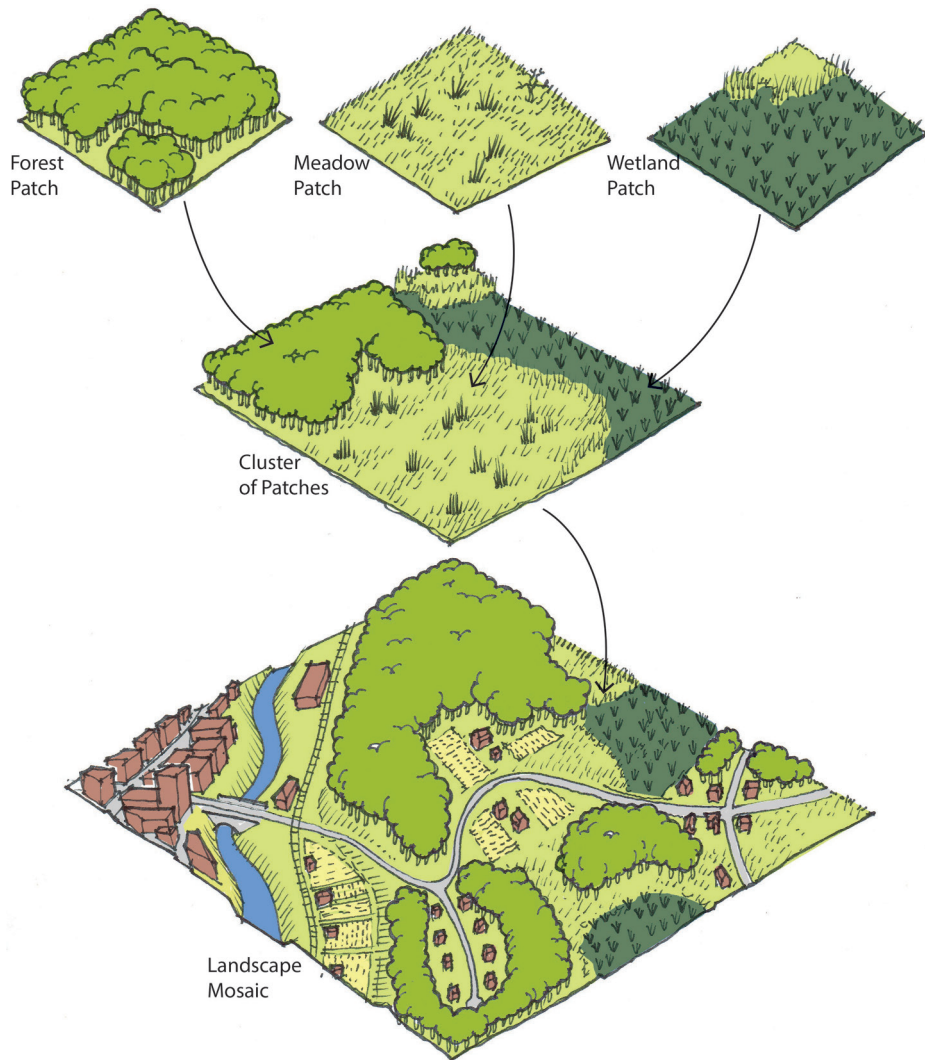 Forest
Patch
Meadow
Patch
Wetland
Patch
Cluster
of Patches
Landscape
Mosaic